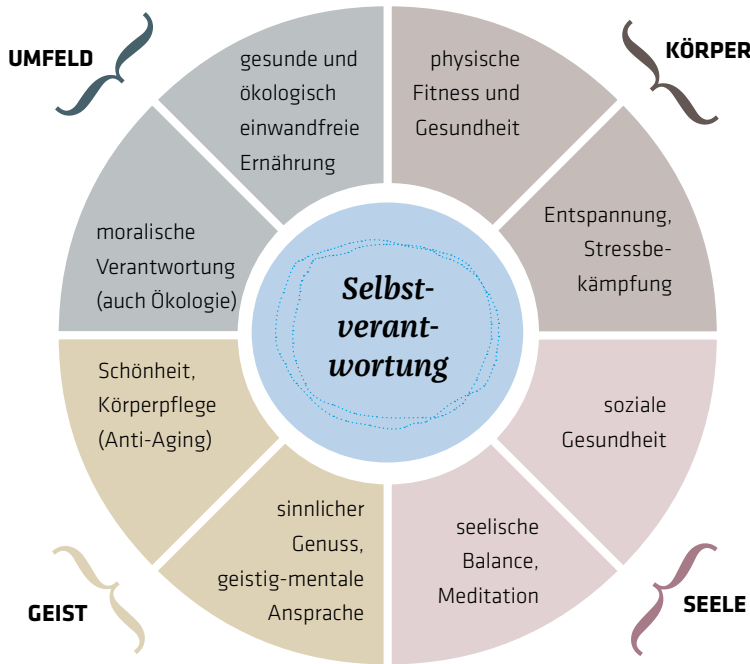 UMFELD
gesunde und
ökologisch
einwandfreie
Ernährung
physische
Fitness und
Gesundheit
KÖRPER
moralische
Verantwortung
(auch Ökologie)
Entspannung,
Stressbe-
kämpfung
Selbst-
verant-
wortung
Schönheit,
Körperpflege
(Anti-Aging)
soziale
Gesundheit
sinnlicher
Genuss,
geistig-mentale
Ansprache
seelische
Balance,
Meditation
GEIST
SEELE